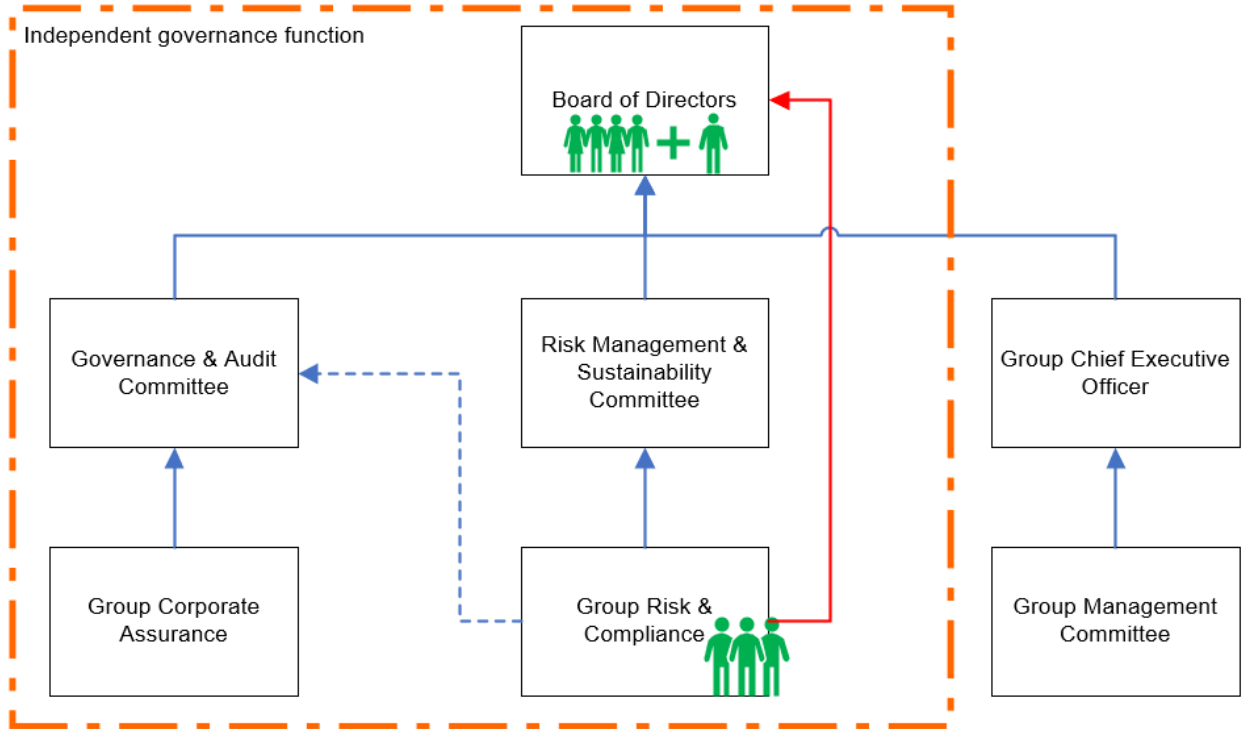 Independent governance function
Board of Directors
Governance & Audit
Committee
Risk Management &
Sustainability
Committee
Group Chief Executive
Officer
Group Corporate
Assurance
Group Risk &
Compliance
Group Management
Committee